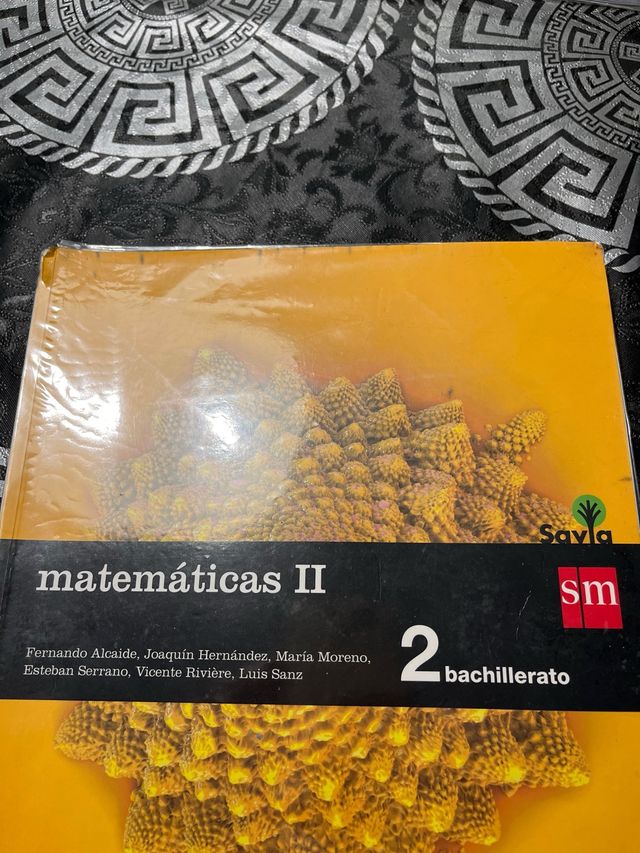 Savia
matemáticas II
sm
Fernando Alcaide, Joaquín Hernández, María Moreno,
Esteban Serrano, Vicente Rivière, Luis Sanz
2 bachillerato